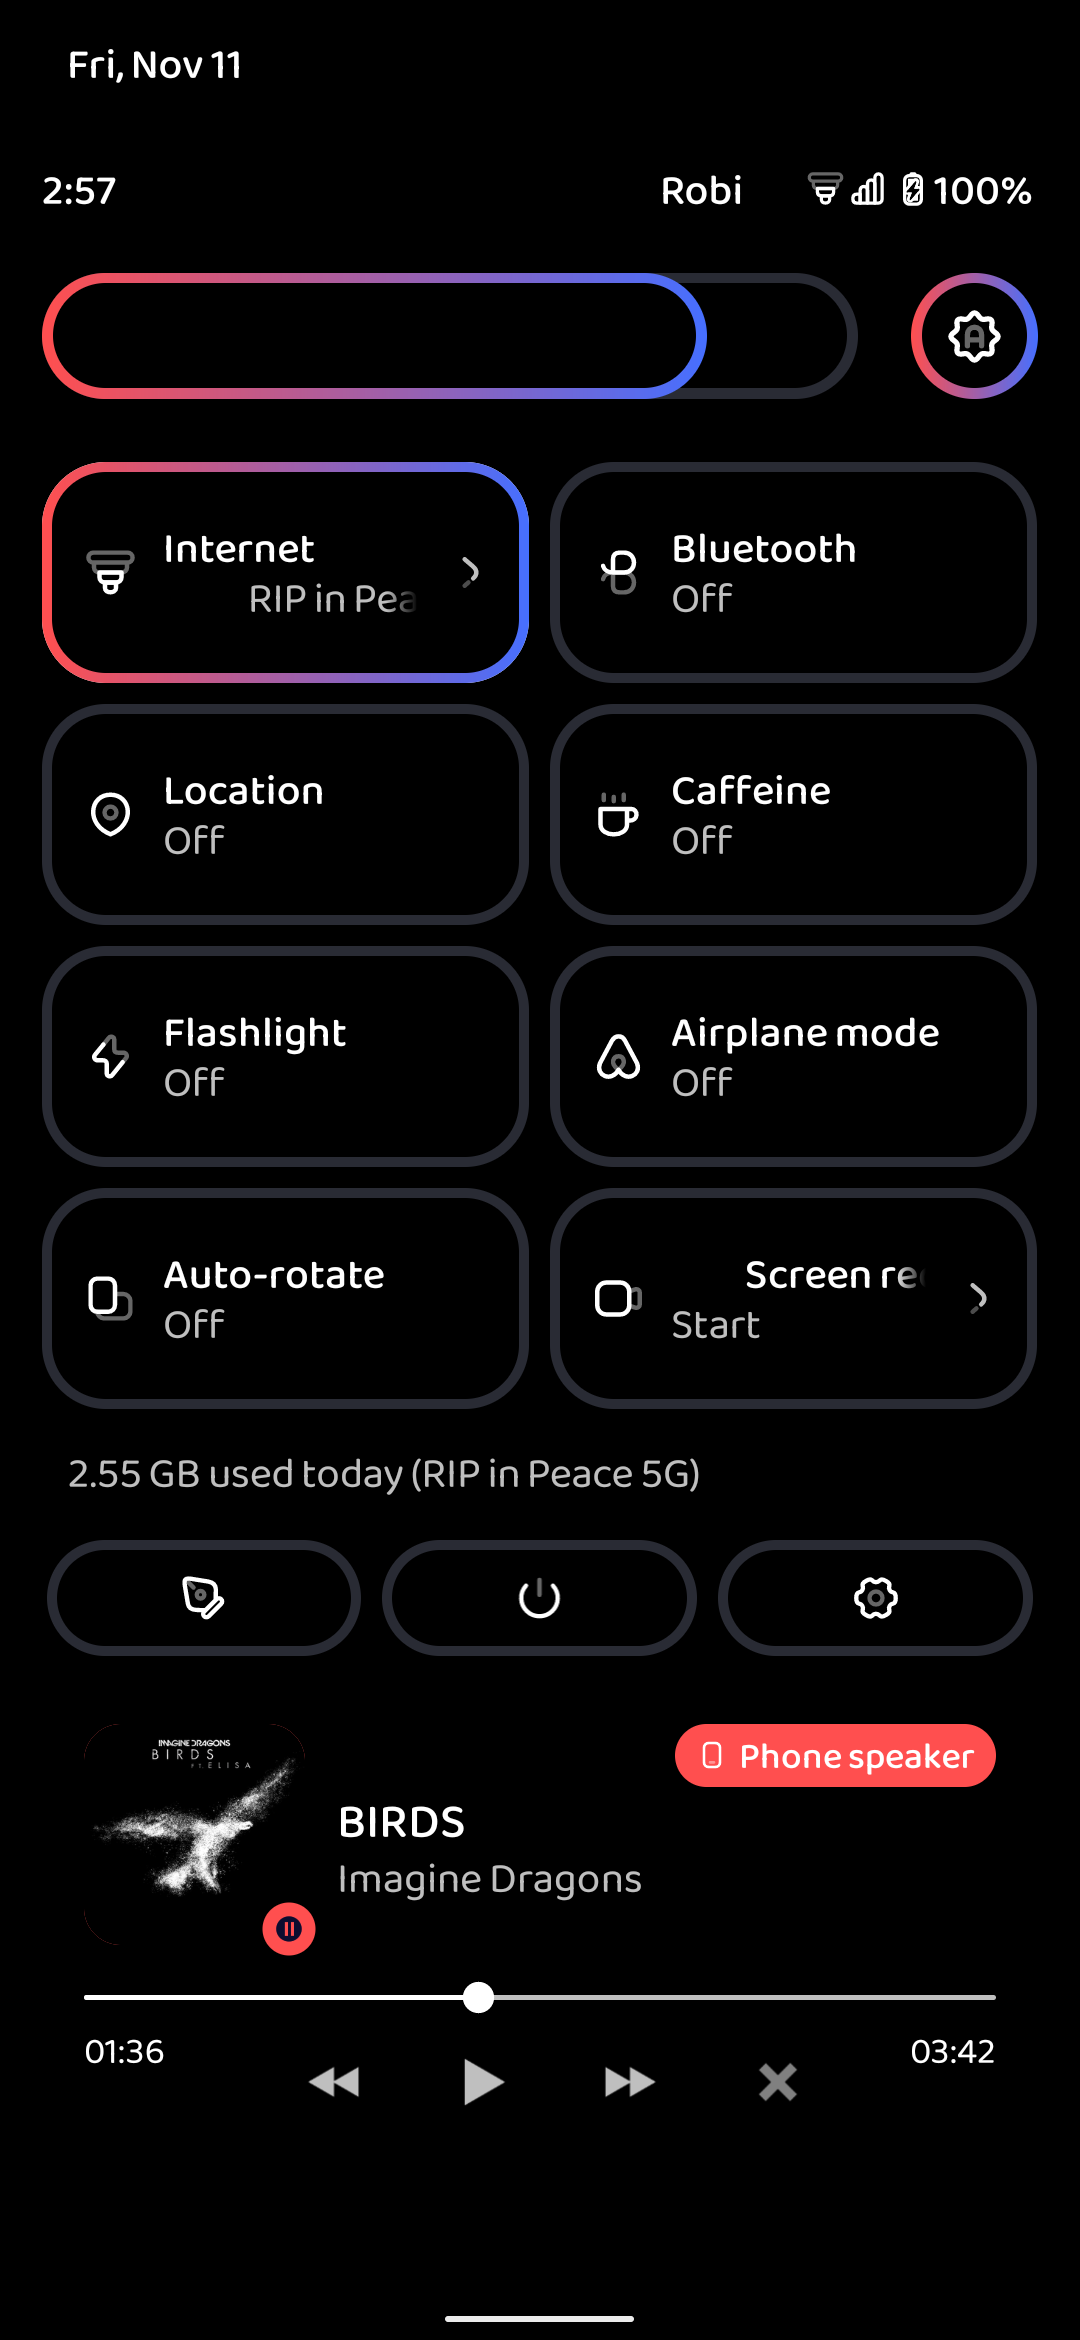 Fri, Nov 11
2:57 Robi 100%
Internet
RIP in Pea
Bluetooth
Off
Location
Off
Caffeine
Off
Flashlight
Off
Airplane mode
Off
Auto-rotate
Off
Screen rec
Start
2.55 GB used today (RIP in Peace 5G)
IMAGINE DRAGONS
BIRDS
FT. ELISA
Phone speaker
BIRDS
Imagine Dragons
01:36 03:42